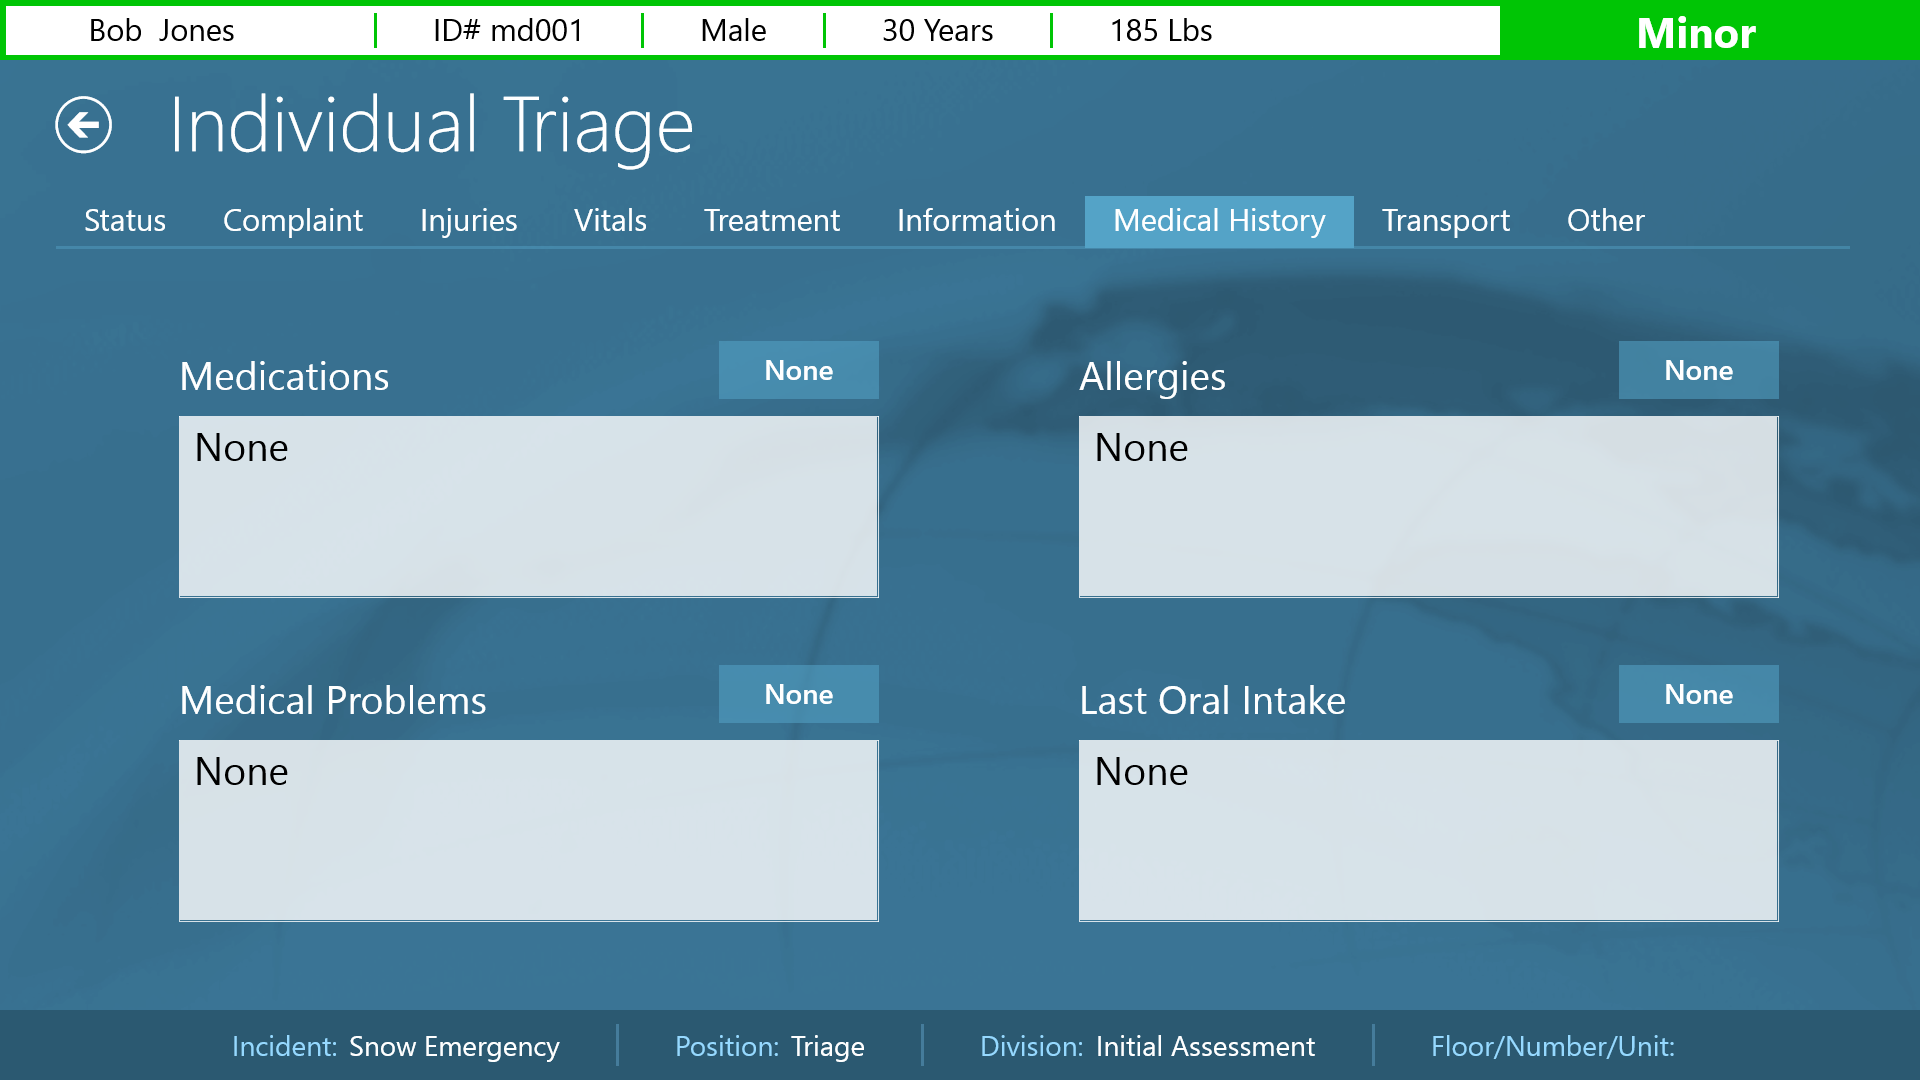 Bob Jones ID# md001 Male 30 Years 185 Lbs Minor
Individual Triage
Status Complaint Injuries Vitals Treatment Information Medical History Transport Other
Medications None
None
Allergies None
None
Medical Problems None
None
Last Oral Intake None
None
Incident: Snow Emergency Position: Triage Division: Initial Assessment Floor/Number/Unit: